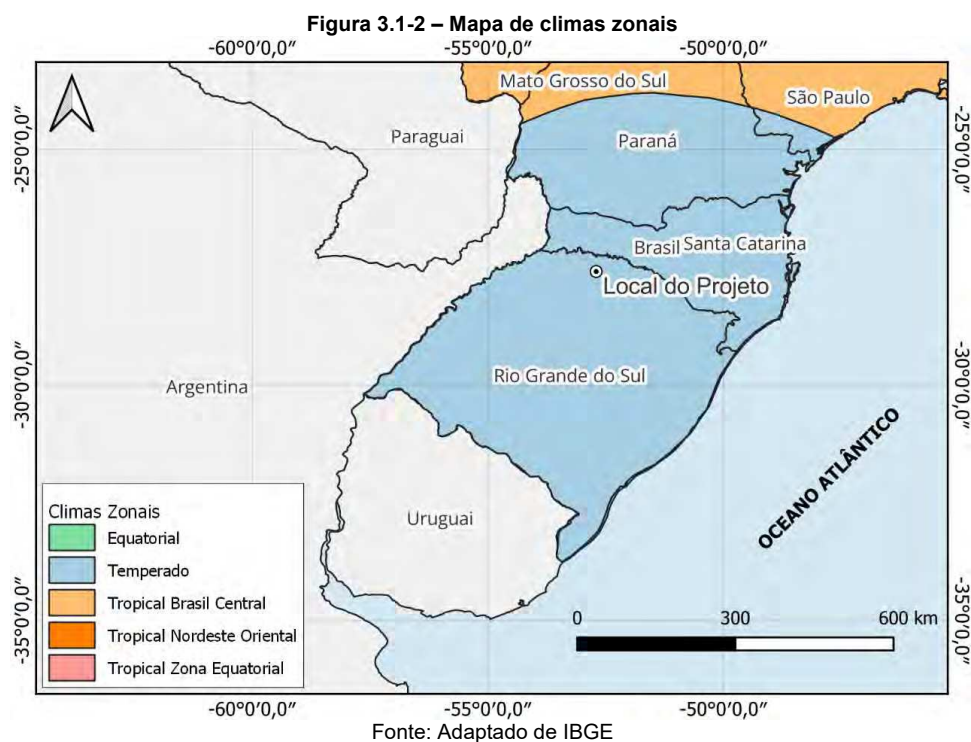 Figura 3.1-2 – Mapa de climas zonais
-60°0'0,0" -55°0'0,0" -50°0'0,0"
Mato Grosso do Sul
São Paulo
Paraguai
Paraná
-25°0'0,0" -25°0'0,0"
Brasil Santa Catarina
Local do Projeto
Rio Grande do Sul
Argentina
-30°0'0,0" -30°0'0,0"
OCEANO ATLÂNTICO
Uruguai
Climas Zonais
Equatorial
Temperado
Tropical Brasil Central
Tropical Nordeste Oriental
Tropical Zona Equatorial
0 300 600 km
-35°0'0,0" -35°0'0,0"
-60°0'0,0" -55°0'0,0" -50°0'0,0"
Fonte: Adaptado de IBGE